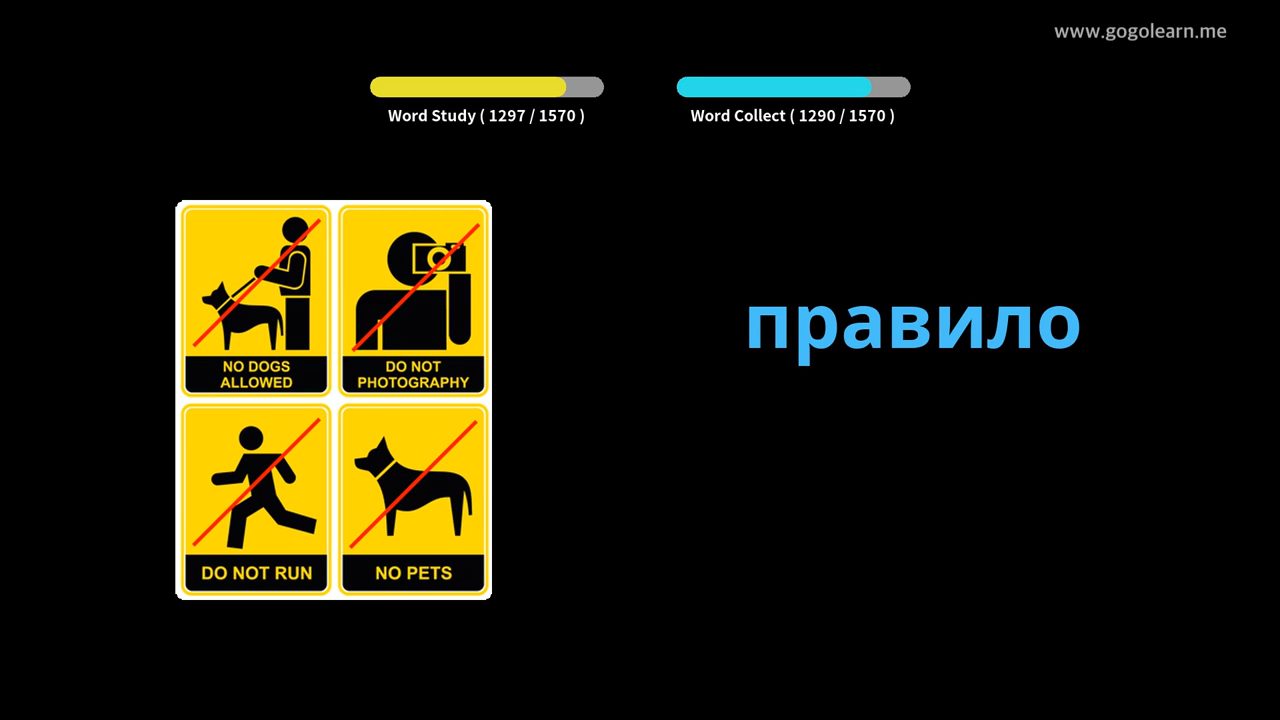 www.gogolearn.me
Word Study ( 1297 / 1570 )
Word Collect ( 1290 / 1570 )
NO DOGS
ALLOWED
DO NOT
PHOTOGRAPHY
правило
DO NOT RUN
NO PETS